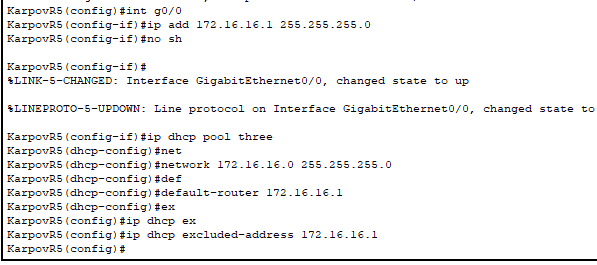 KarpovR5(config)#int g0/0
KarpovR5(config-if)#ip add 172.16.16.1 255.255.255.0
KarpovR5(config-if)#no sh
KarpovR5(config-if)#
%LINK-5-CHANGED: Interface GigabitEthernet0/0, changed state to up
%LINEPROTO-5-UPDOWN: Line protocol on Interface GigabitEthernet0/0, changed state to
KarpovR5(config-if)#ip dhcp pool three
KarpovR5(dhcp-config)#net
KarpovR5(dhcp-config)#network 172.16.16.0 255.255.255.0
KarpovR5(dhcp-config)#def
KarpovR5(dhcp-config)#default-router 172.16.16.1
KarpovR5(dhcp-config)#ex
KarpovR5(config)#ip dhcp ex
KarpovR5(config)#ip dhcp excluded-address 172.16.16.1
KarpovR5(config)#